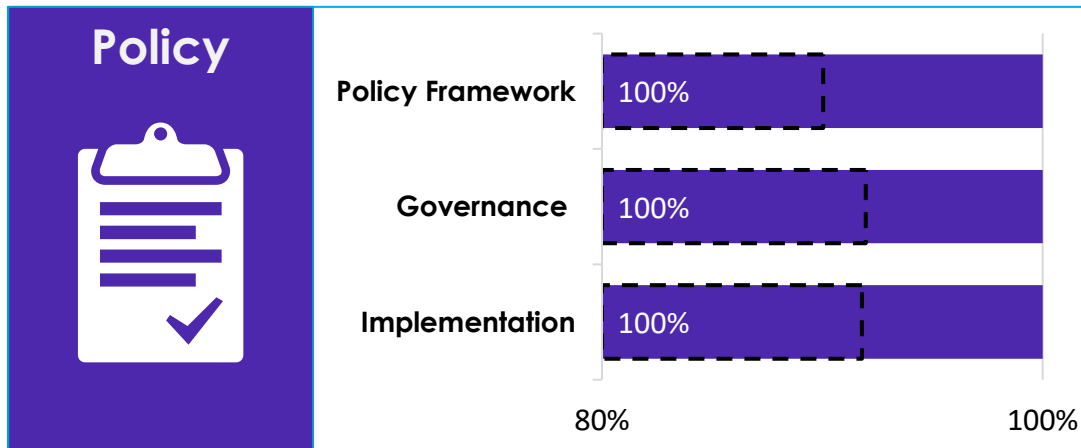 Policy
Policy Framework
100%
Governance
100%
Implementation
100%
80%
100%